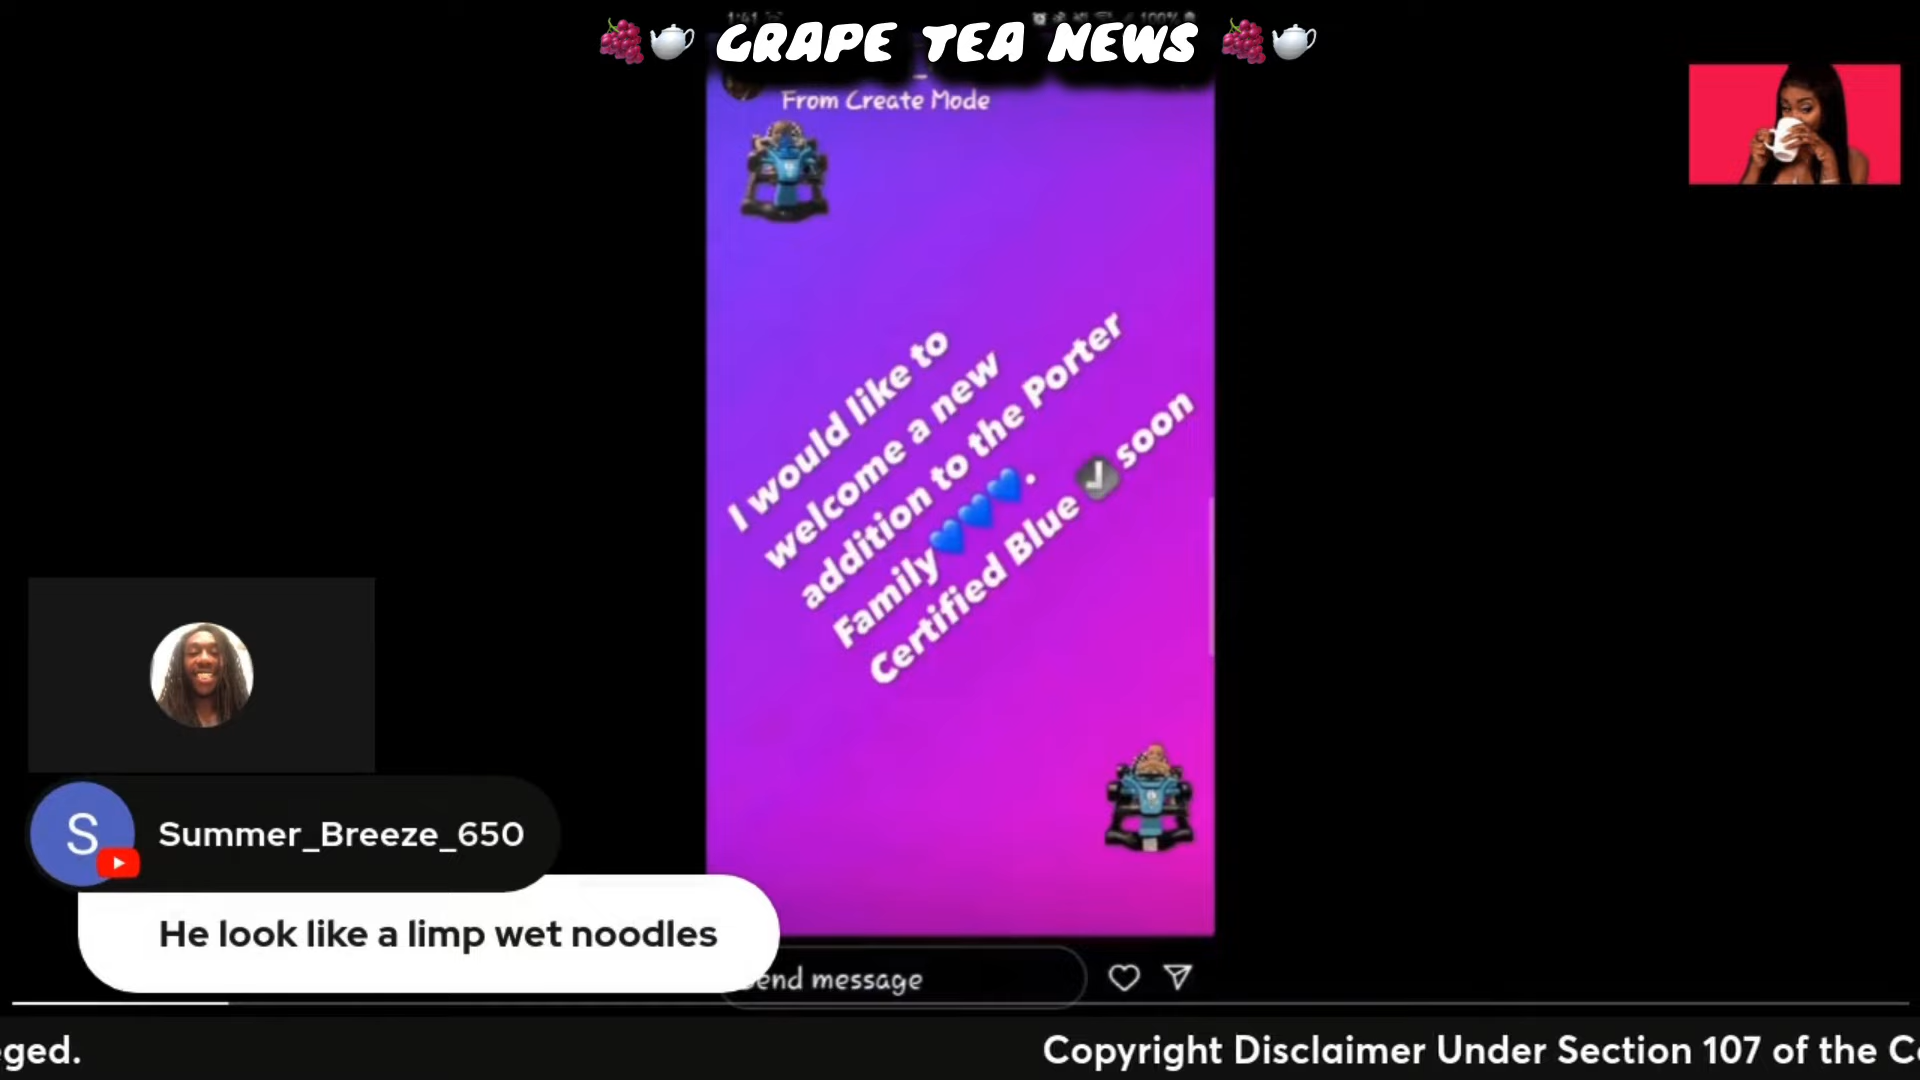 🍇🫖 GRAPE TEA NEWS 🍇🫖
From Create Mode
I would like to
welcome a new
addition to the Porter
Family💙💙💙.
Certified Blue soon
S
Summer_Breeze_650
He look like a limp wet noodles
end message
eged.
Copyright Disclaimer Under Section 107 of the C